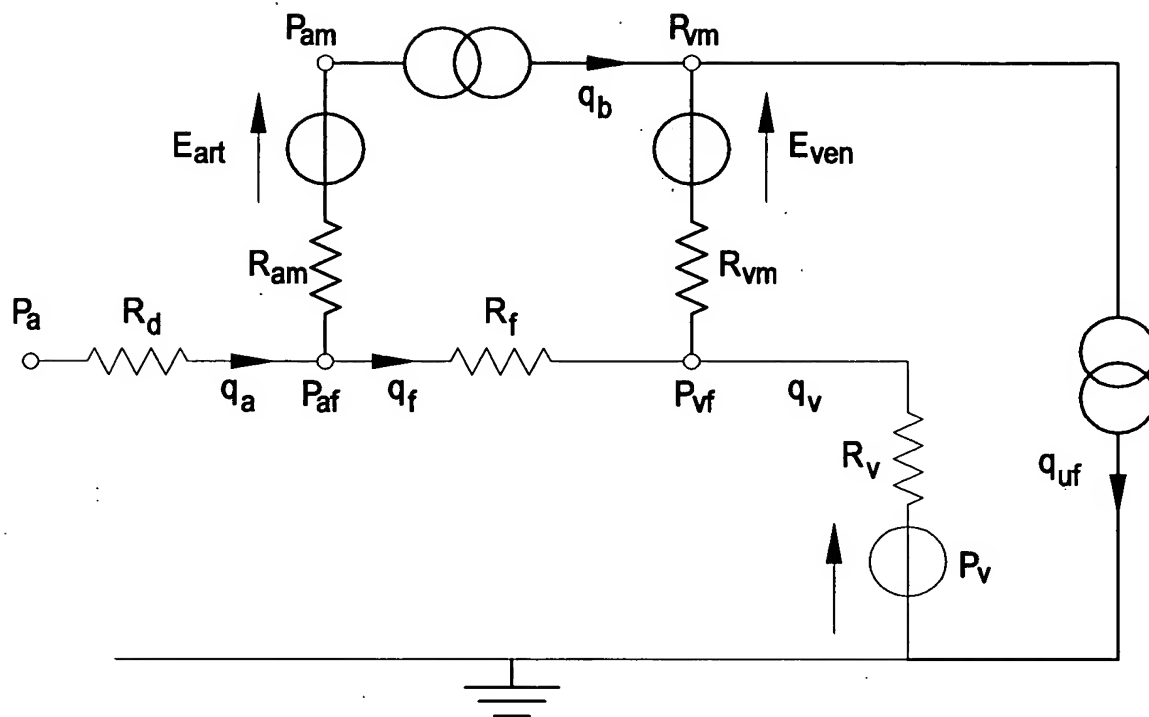 Pam
Rvm
qb
Eart
Even
Ram
Rvm
Pa
Rd
Rf
qa
Paf
qf
Pvf
qv
Rv
quf
Pv